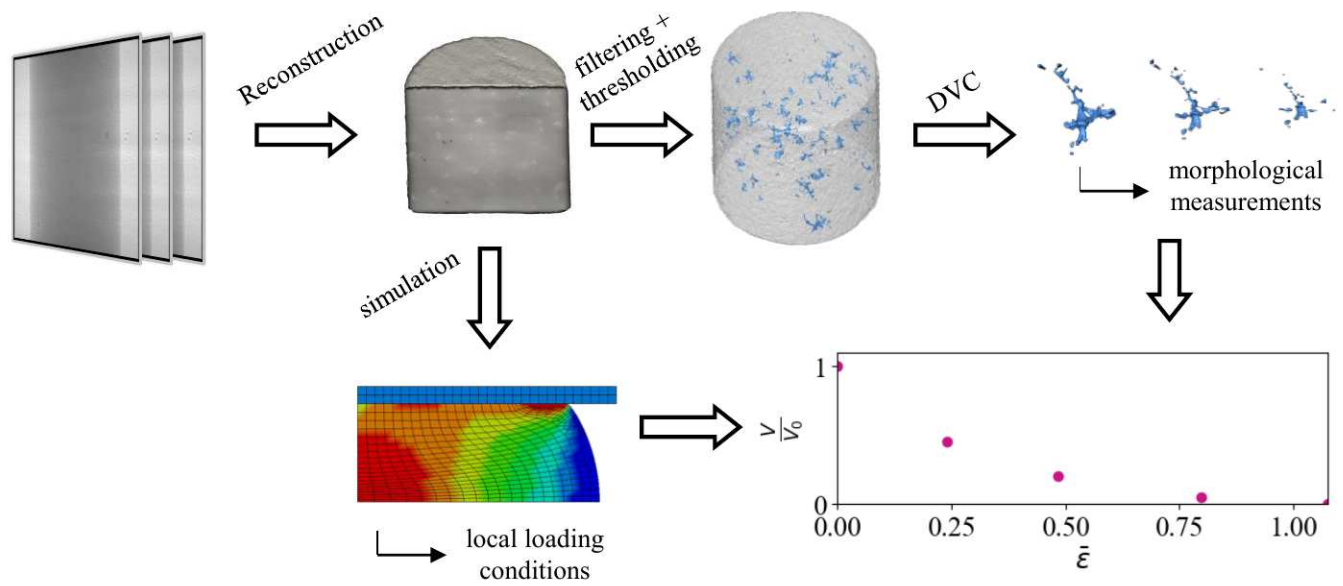 Reconstruction
filtering +
thresholding
DVC
morphological
measurements
simulation
local loading
conditions
1
V
V₀
0
0.00
0.25
0.50
0.75
1.00
ε̄